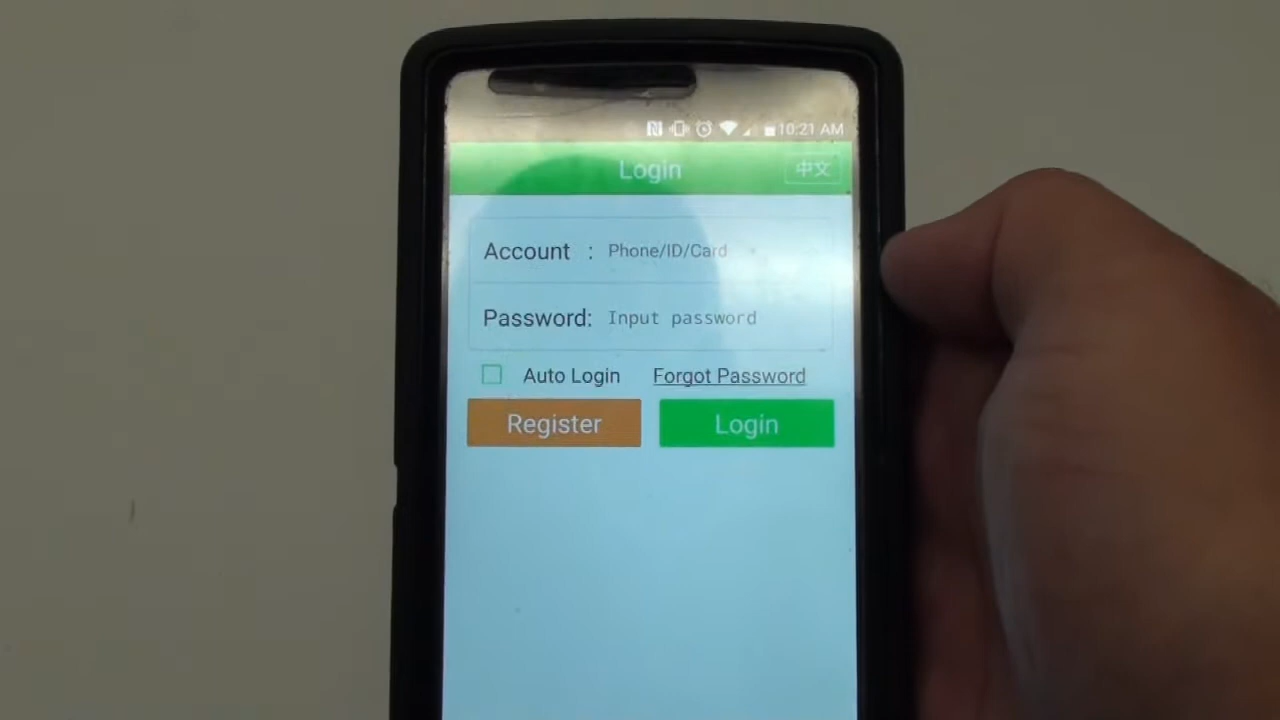 10:21 AM
Login 中文
Account : Phone/ID/Card
Password: Input password
Auto Login Forgot Password
Register Login